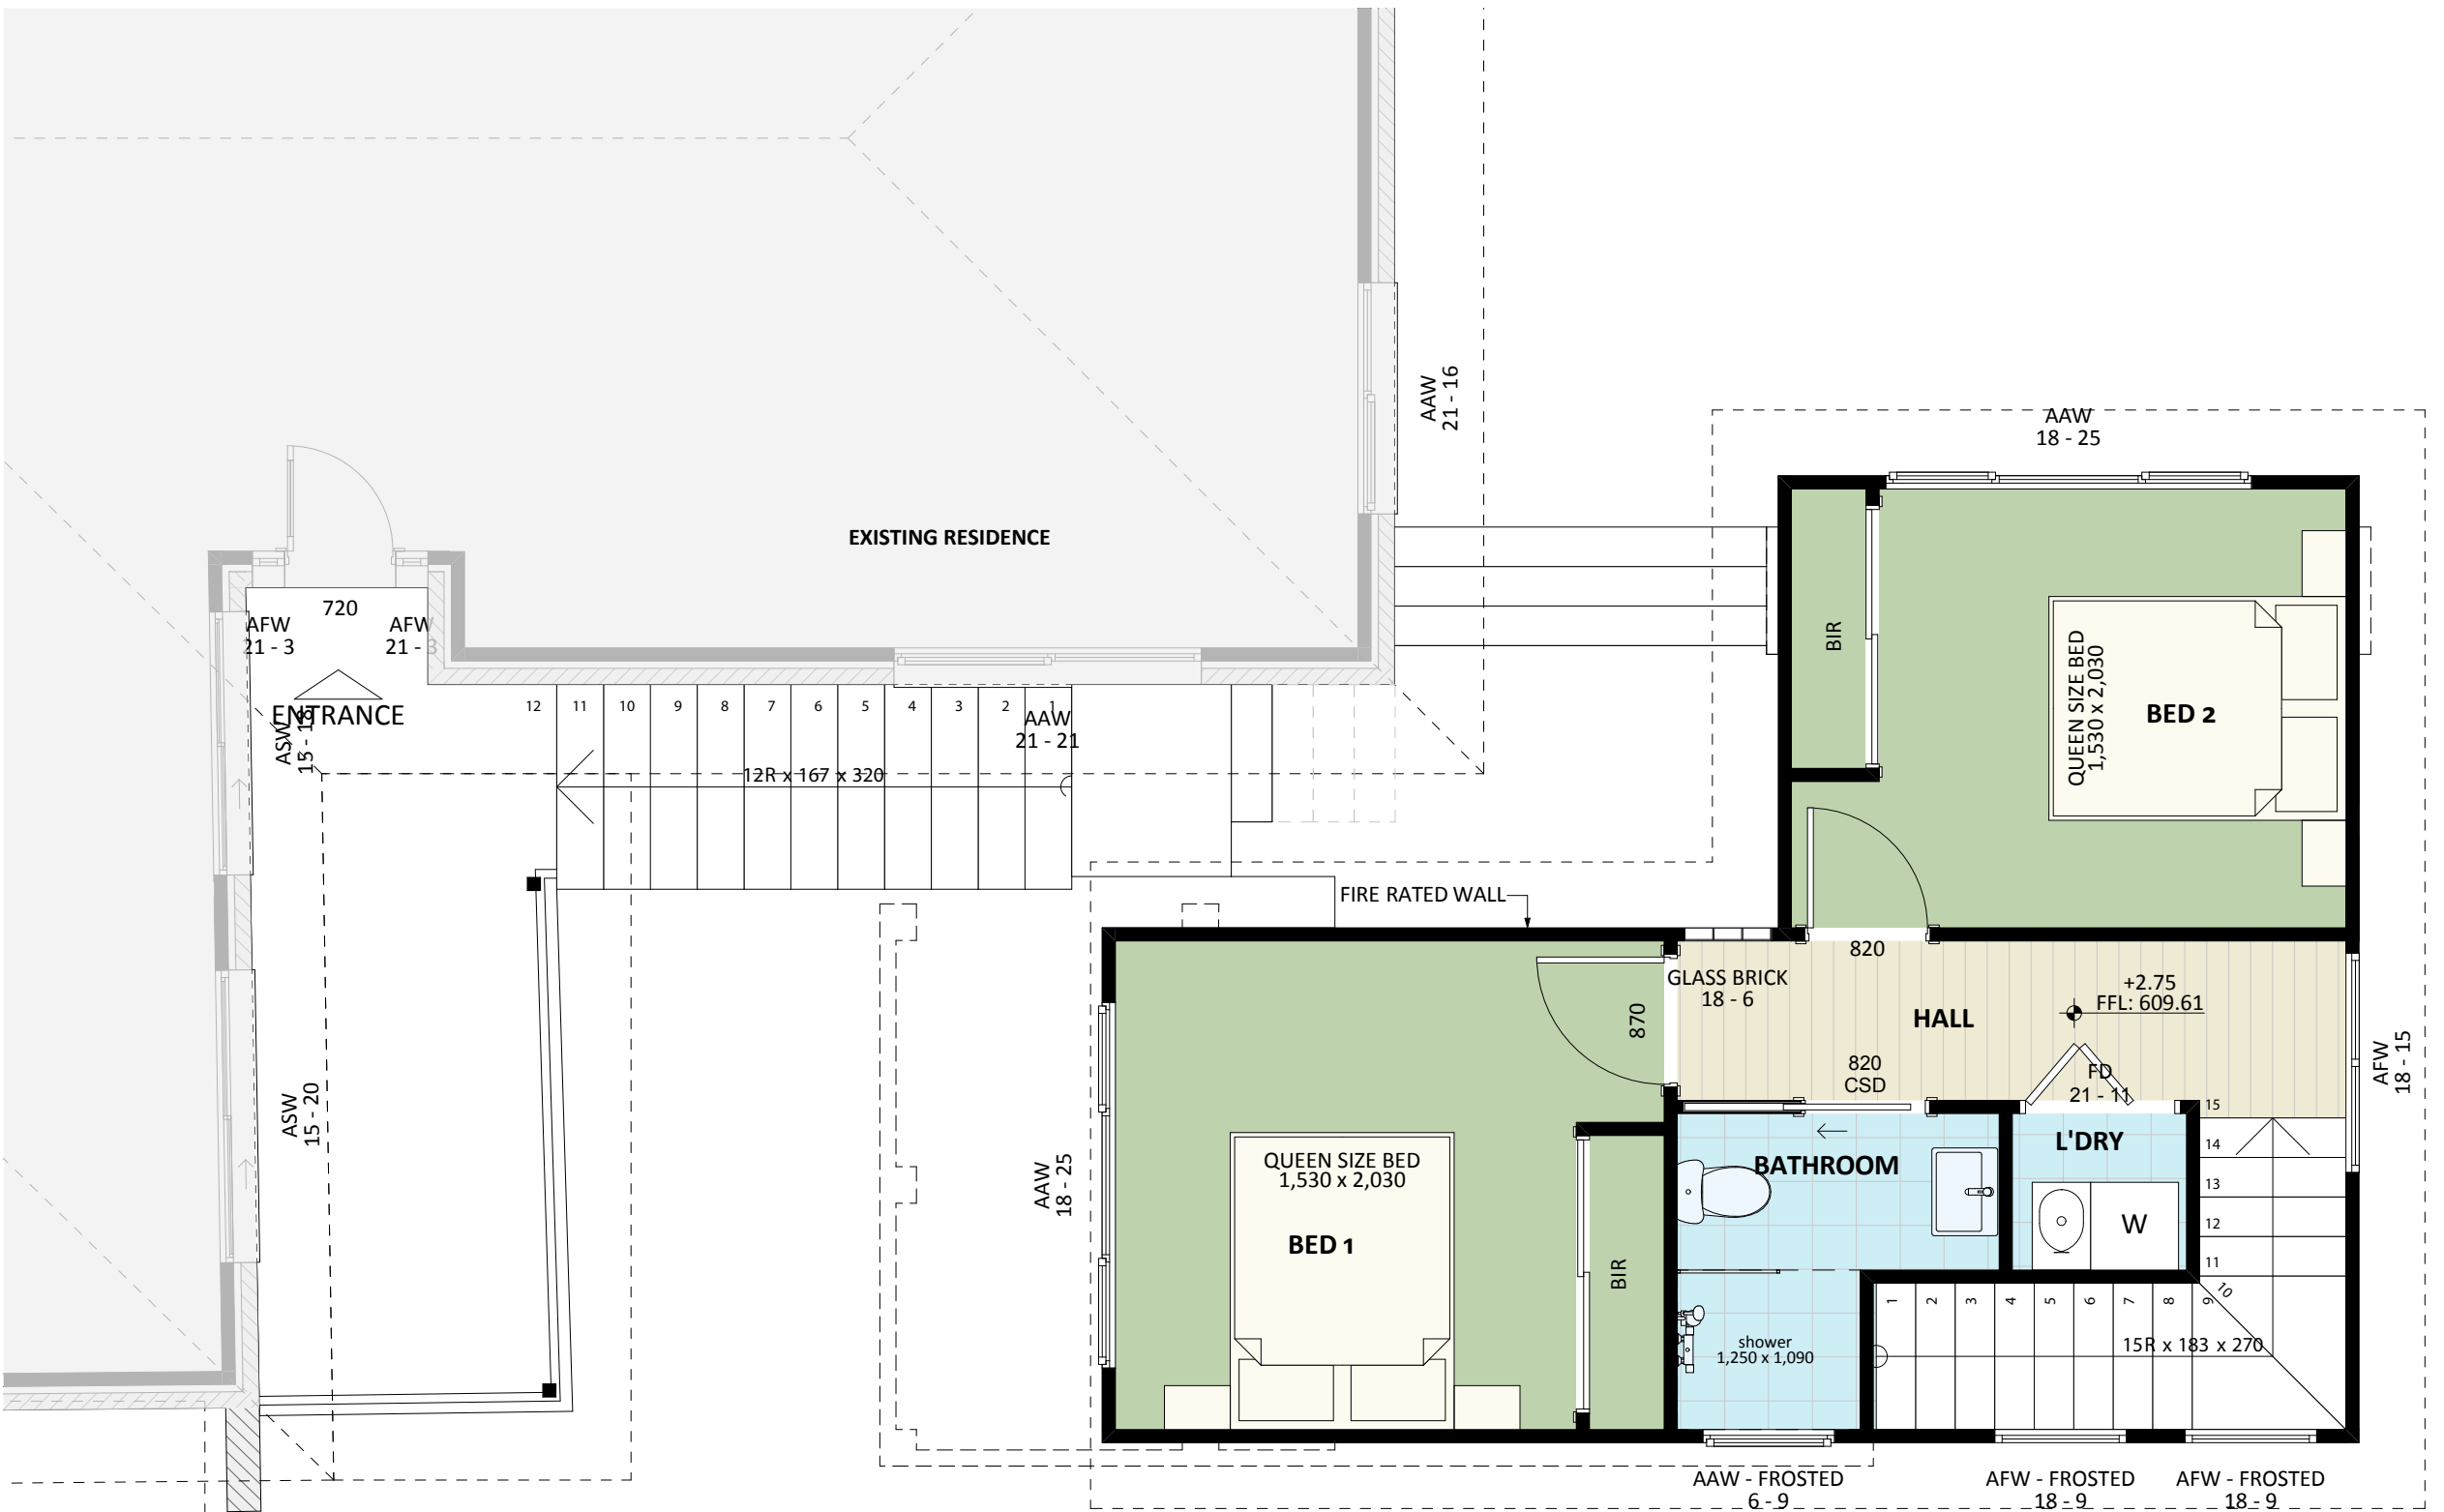 EXISTING RESIDENCE
AAW
21 - 16
AAW
18 - 25
720
AFW
21 - 3
AFW
21 - 3
ENTRANCE
ASW
15 - 18
12
11
10
9
8
7
6
5
4
3
2
1
AAW
21 - 21
12R x 167 x 320
BIR
QUEEN SIZE BED
1,530 x 2,030
BED 2
FIRE RATED WALL
820
GLASS BRICK
18 - 6
870
HALL
+2.75
FFL: 609.61
820
CSD
FD
21 - 11
AFW
18 - 15
ASW
15 - 20
AAW
18 - 25
QUEEN SIZE BED
1,530 x 2,030
BED 1
BIR
BATHROOM
L'DRY
W
15
14
13
12
11
10
1
2
3
4
5
6
7
8
9
shower
1,250 x 1,090
15R x 183 x 270
AAW - FROSTED
6 - 9
AFW - FROSTED
18 - 9
AFW - FROSTED
18 - 9